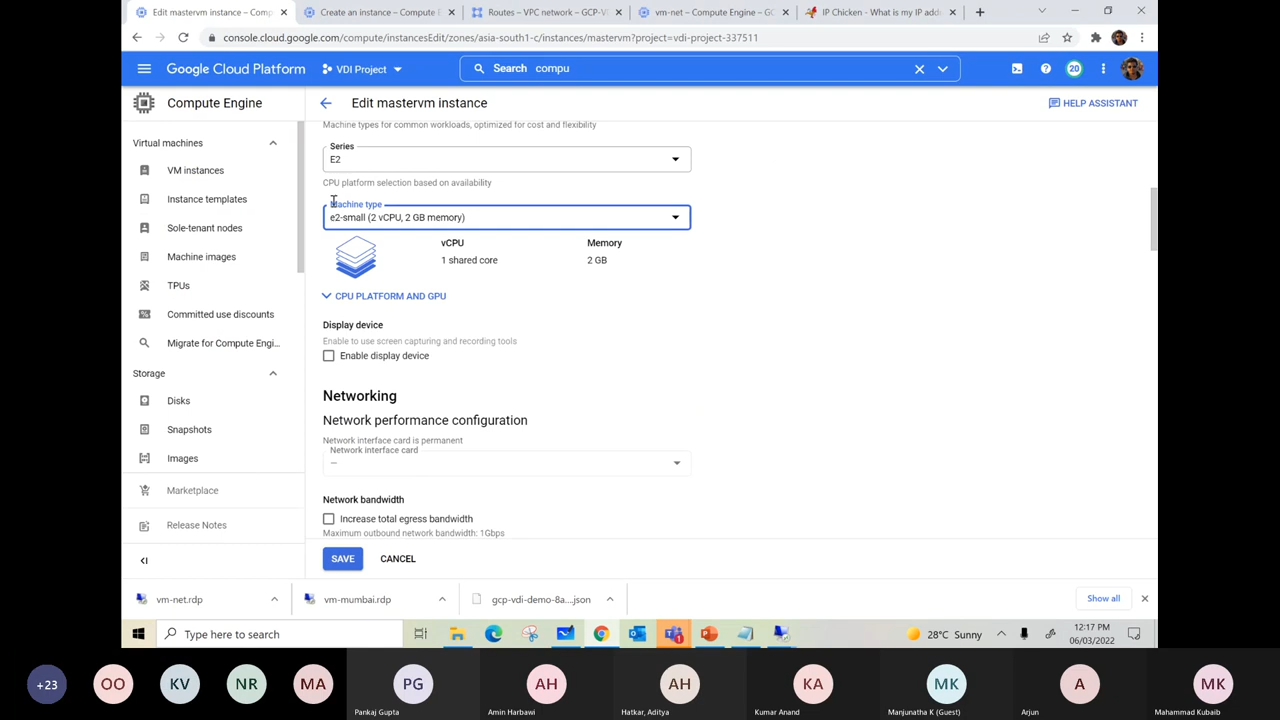 Edit mastervm instance – Comp
Create an instance – Compute E
Routes – VPC network – GCP-V
vm-net – Compute Engine – GC
IP Chicken - What is my IP add
console.cloud.google.com/compute/instancesEdit/zones/asia-south1-c/instances/mastervm?project=vdi-project-337511
Google Cloud Platform
VDI Project
Search compu
20
Compute Engine
Edit mastervm instance
HELP ASSISTANT
Machine types for common workloads, optimized for cost and flexibility
Virtual machines
VM instances
Instance templates
Sole-tenant nodes
Machine images
TPUs
Committed use discounts
Migrate for Compute Engi...
Storage
Disks
Snapshots
Images
Marketplace
Release Notes
Series
E2
CPU platform selection based on availability
Machine type
e2-small (2 vCPU, 2 GB memory)
vCPU
Memory
1 shared core
2 GB
CPU PLATFORM AND GPU
Display device
Enable to use screen capturing and recording tools
Enable display device
Networking
Network performance configuration
Network interface card is permanent
Network interface card
—
Network bandwidth
Increase total egress bandwidth
Maximum outbound network bandwidth: 1Gbps
SAVE
CANCEL
vm-net.rdp
vm-mumbai.rdp
gcp-vdi-demo-8a....json
Show all
Type here to search
1
28°C Sunny
12:17 PM
06/03/2022
+23
OO
KV
NR
MA
PG
AH
AH
KA
MK
A
MK
Pankaj Gupta
Amin Harbawi
Hatkar, Aditya
Kumar Anand
Manjunatha K (Guest)
Arjun
Mahammad Kubaib